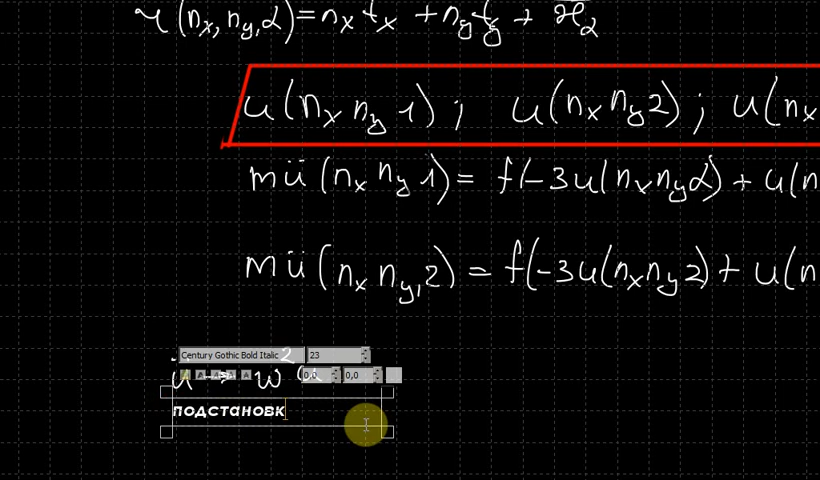 r(nx, ny, α) = nx tx + ny ty + æ2
u(nx ny 1) ; u(nx ny 2) ; u(nx
mü(nx ny 1) = f(-3u(nx ny α) + u(n
mü(nx ny, 2) = f(-3u(nx ny 2) + u(n
Century Gothic Bold Italic 2 23
ü → w 0,0 0,0
подстановк